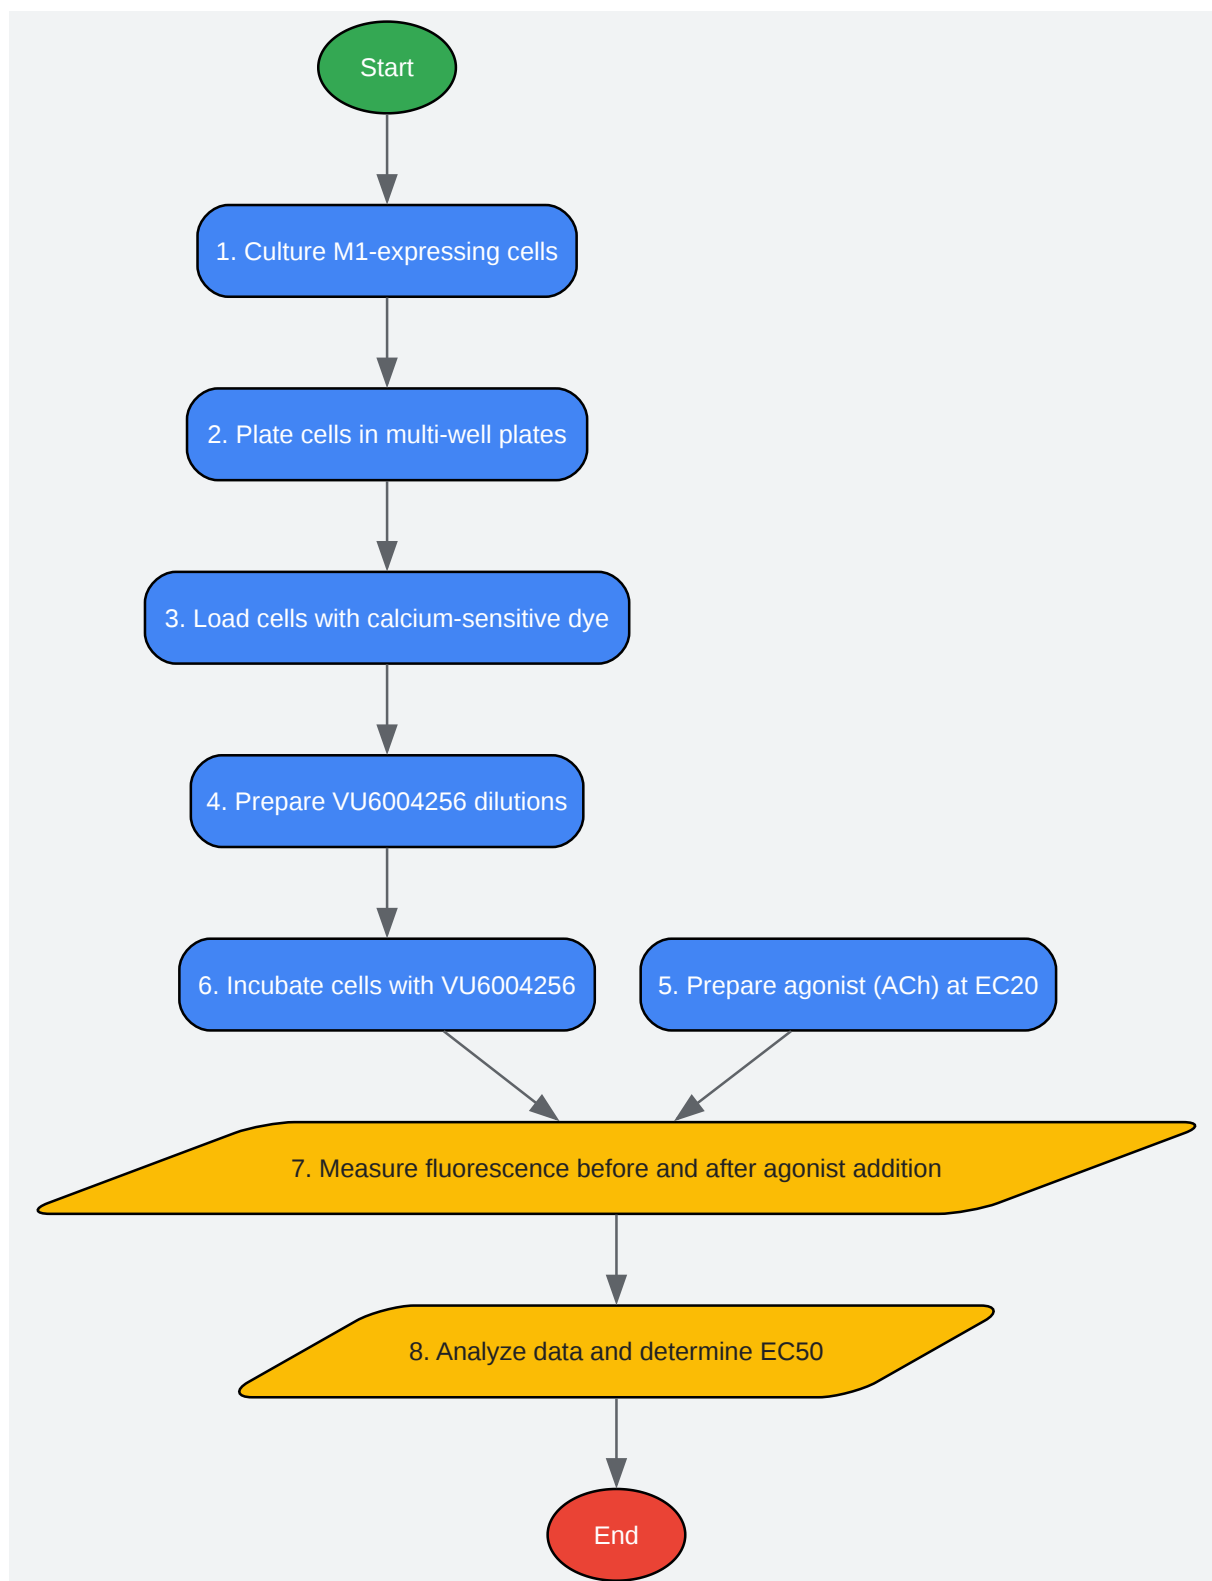 Start
1. Culture M1-expressing cells
2. Plate cells in multi-well plates
3. Load cells with calcium-sensitive dye
4. Prepare VU6004256 dilutions
6. Incubate cells with VU6004256
5. Prepare agonist (ACh) at EC20
7. Measure fluorescence before and after agonist addition
8. Analyze data and determine EC50
End